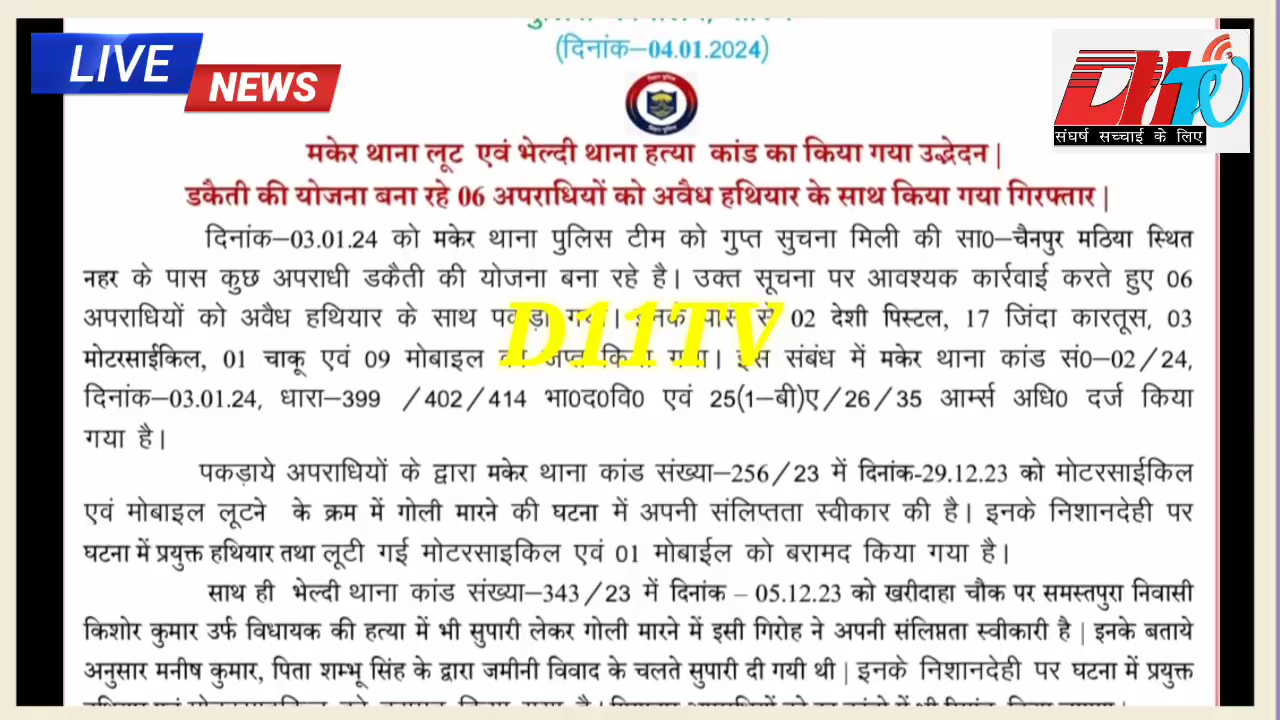 (दिनांक–04.01.2024)
LIVE
NEWS
D11TV
संघर्ष सच्चाई के लिए
मकेर थाना लूट एवं भेल्दी थाना हत्या कांड का किया गया उद्भेदन |
डकैती की योजना बना रहे 06 अपराधियों को अवैध हथियार के साथ किया गया गिरफ्तार |
दिनांक–03.01.24 को मकेर थाना पुलिस टीम को गुप्त सुचना मिली की सा0–चैनपुर मठिया स्थित
नहर के पास कुछ अपराधी डकैती की योजना बना रहे है। उक्त सूचना पर आवश्यक कार्रवाई करते हुए 06
अपराधियों को अवैध हथियार के साथ पकड़ा गया। इनके पास से 02 देशी पिस्टल, 17 जिंदा कारतूस, 03
D11TV
मोटरसाईकिल, 01 चाकू एवं 09 मोबाइल को जप्त किया गया। इस संबंध में मकेर थाना कांड सं0–02/24,
दिनांक–03.01.24, धारा–399 /402/414 भा0द0वि0 एवं 25(1–बी)ए/26/35 आर्म्स अधि0 दर्ज किया
गया है।
पकड़ाये अपराधियों के द्वारा मकेर थाना कांड संख्या–256/23 में दिनांक-29.12.23 को मोटरसाईकिल
एवं मोबाइल लूटने के क्रम में गोली मारने की घटना में अपनी संलिप्तता स्वीकार की है। इनके निशानदेही पर
घटना में प्रयुक्त हथियार तथा लूटी गई मोटरसाइकिल एवं 01 मोबाईल को बरामद किया गया है।
साथ ही भेल्दी थाना कांड संख्या–343/23 में दिनांक – 05.12.23 को खरीदाहा चौक पर समस्तपुरा निवासी
किशोर कुमार उर्फ विधायक की हत्या में भी सुपारी लेकर गोली मारने में इसी गिरोह ने अपनी संलिप्तता स्वीकारी है | इनके बताये
अनुसार मनीष कुमार, पिता शम्भू सिंह के द्वारा जमीनी विवाद के चलते सुपारी दी गयी थी | इनके निशानदेही पर घटना में प्रयुक्त